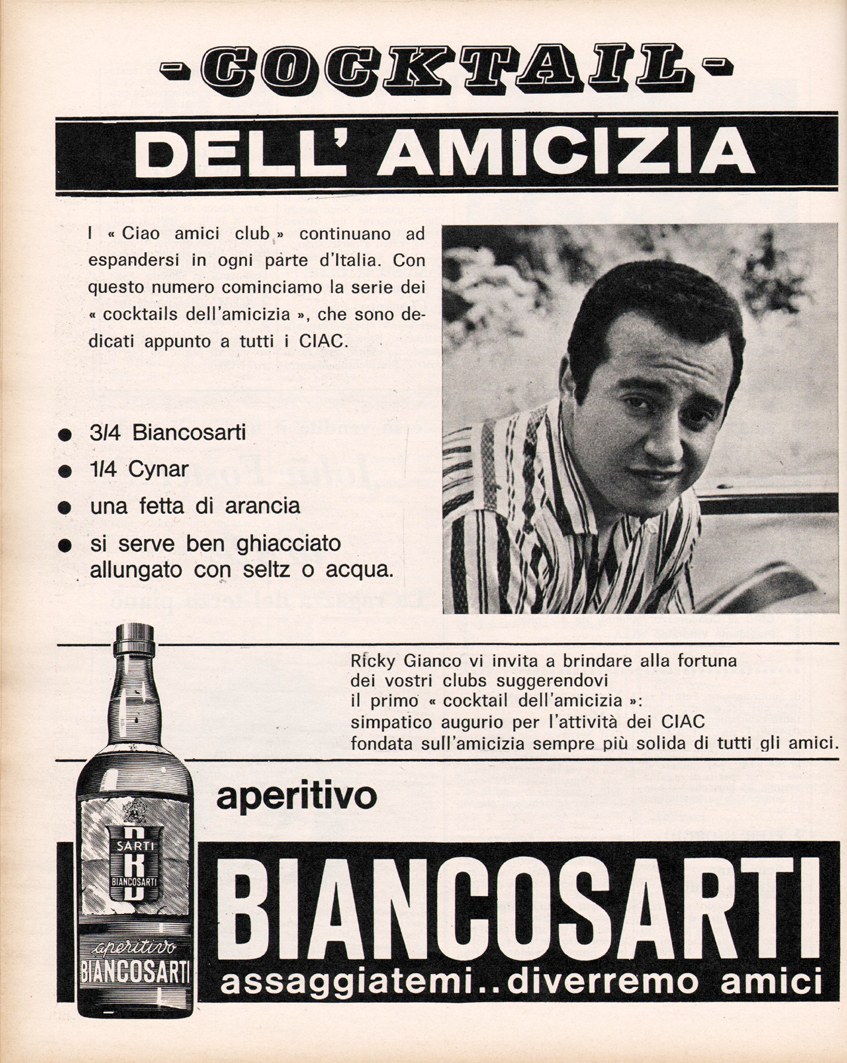 - COCKTAIL -
DELL' AMICIZIA
I « Ciao amici club » continuano ad
espandersi in ogni parte d'Italia. Con
questo numero cominciamo la serie dei
« cocktails dell'amicizia », che sono de-
dicati appunto a tutti i CIAC.
● 3/4 Biancosarti
● 1/4 Cynar
● una fetta di arancia
● si serve ben ghiacciato
allungato con seltz o acqua.
Ricky Gianco vi invita a brindare alla fortuna
dei vostri clubs suggerendovi
il primo « cocktail dell'amicizia »:
simpatico augurio per l'attività dei CIAC
fondata sull'amicizia sempre più solida di tutti gli amici.
aperitivo
BIANCOSARTI
assaggiatemi.. diverremo amici
SARTI
BIANCOSARTI
aperitivo
BIANCOSARTI